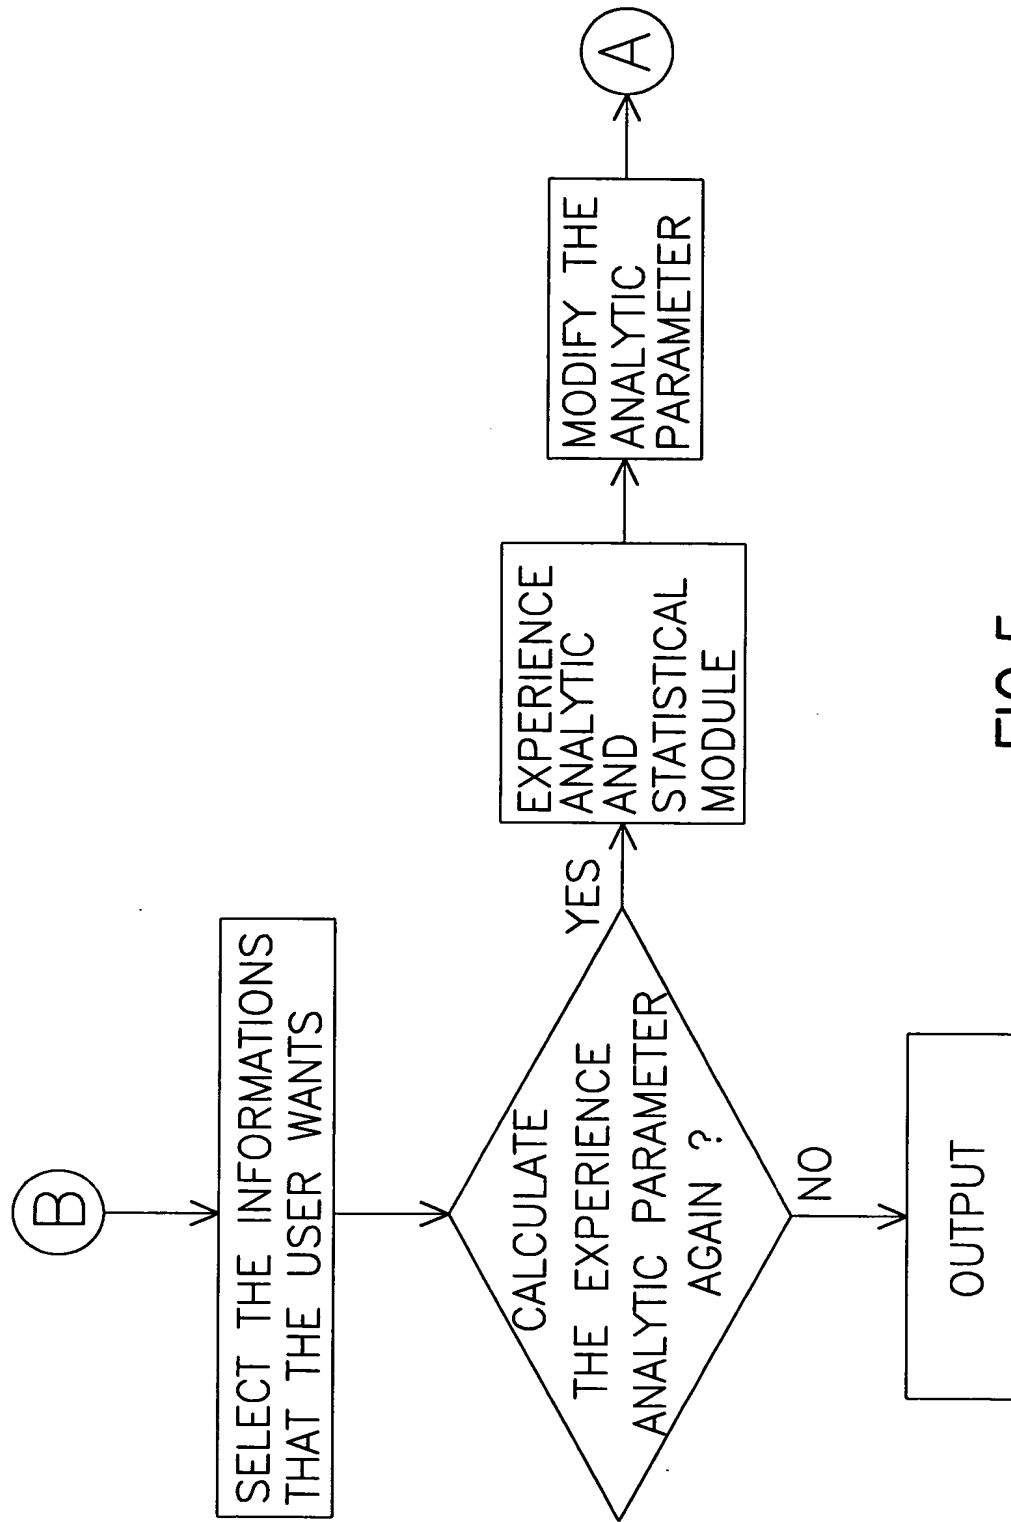 B
SELECT THE INFORMATIONS
THAT THE USER WANTS
CALCULATE
THE EXPERIENCE
ANALYTIC PARAMETER
AGAIN ?
YES
EXPERIENCE
ANALYTIC
AND
STATISTICAL
MODULE
MODIFY THE
ANALYTIC
PARAMETER
A
NO
OUTPUT